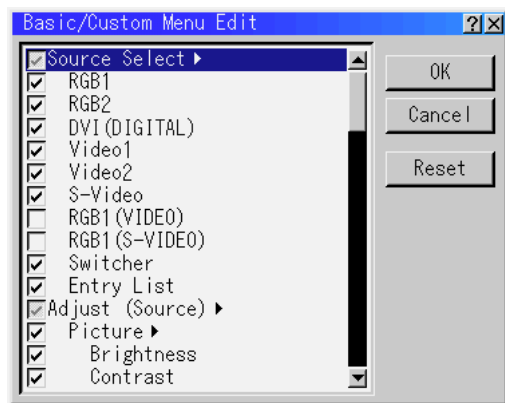 Basic/Custom Menu Edit
Source Select
RGB1
RGB2
DVI(DIGITAL)
Video1
Video2
S-Video
RGB1(VIDEO)
RGB1(S-VIDEO)
Switcher
Entry List
Adjust (Source)
Picture
Brightness
Contrast
OK
Cancel
Reset